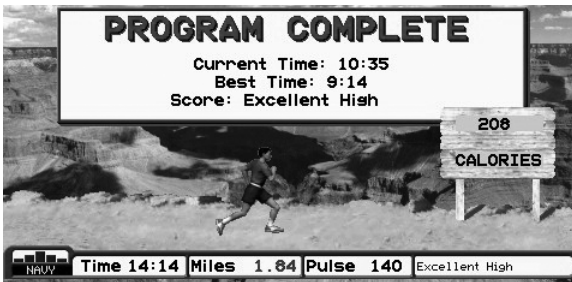 PROGRAM COMPLETE
Current Time: 10:35
Best Time: 9:14
Score: Excellent High
208
CALORIES
NAVY Time 14:14 Miles 1.84 Pulse 140 Excellent High